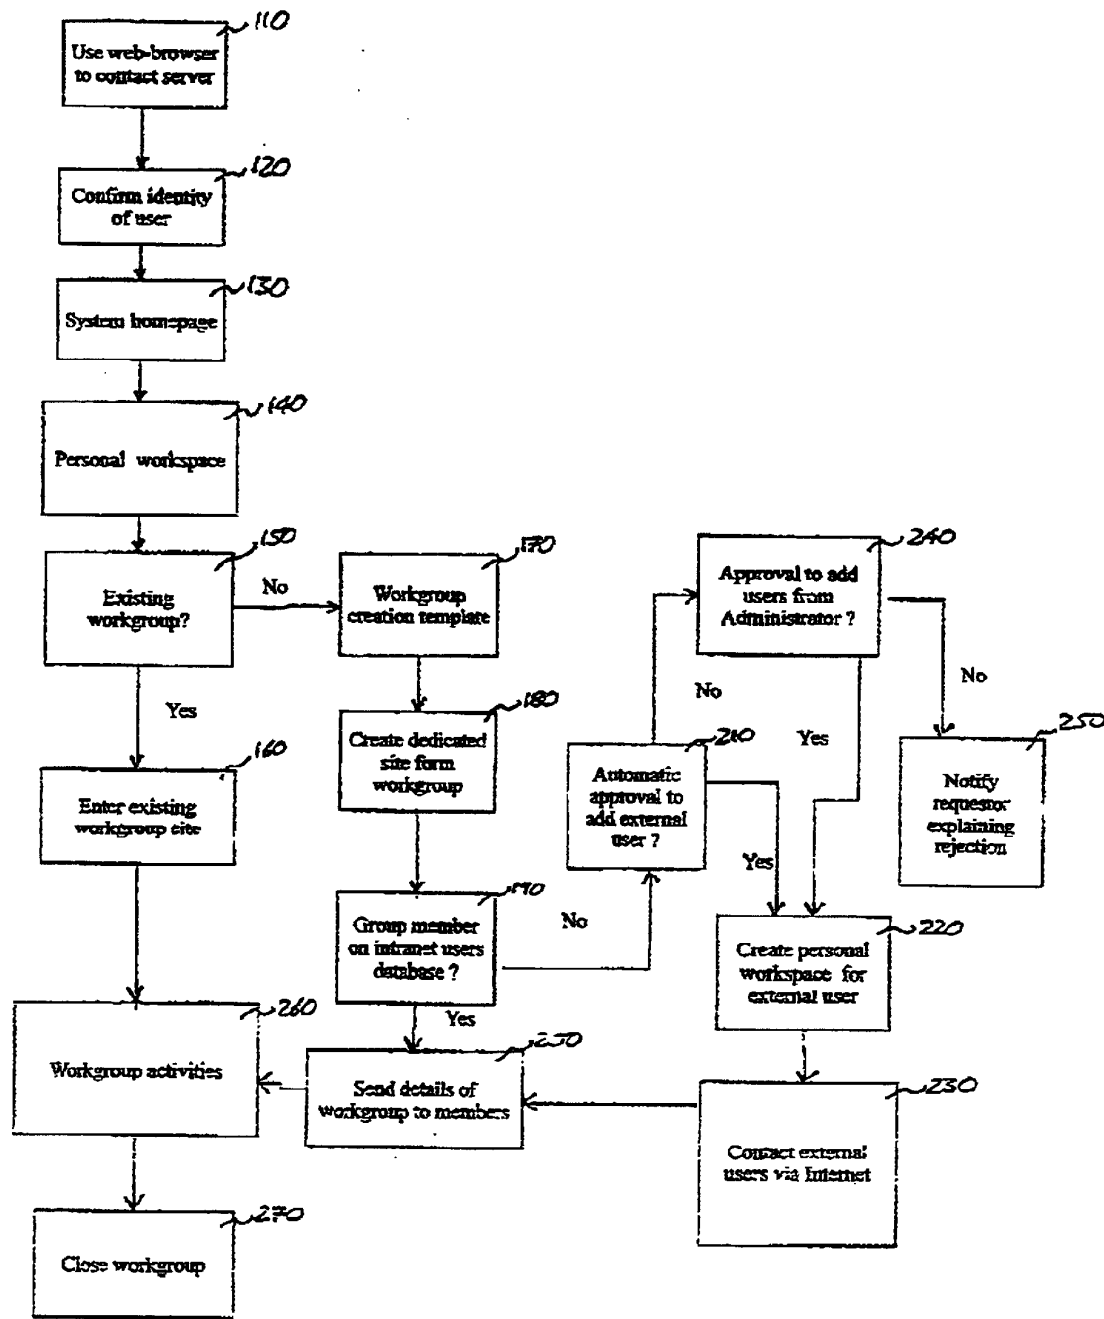 110
Use web-browser
to contact server
120
Confirm identity
of user
130
System homepage
140
Personal workspace
150
Existing
workgroup?
No
Yes
160
Enter existing
workgroup site
170
Workgroup
creation template
180
Create dedicated
site form
workgroup
190
Group member
on intranet users
database ?
No
Yes
210
Automatic
approval to
add external
user ?
No
Yes
240
Approval to add
users from
Administrator ?
No
Yes
250
Notify
requestor
explaining
rejection
220
Create personal
workspace for
external user
230
Contact external
users via Internet
Send details of
workgroup to members
260
Workgroup activities
270
Close workgroup